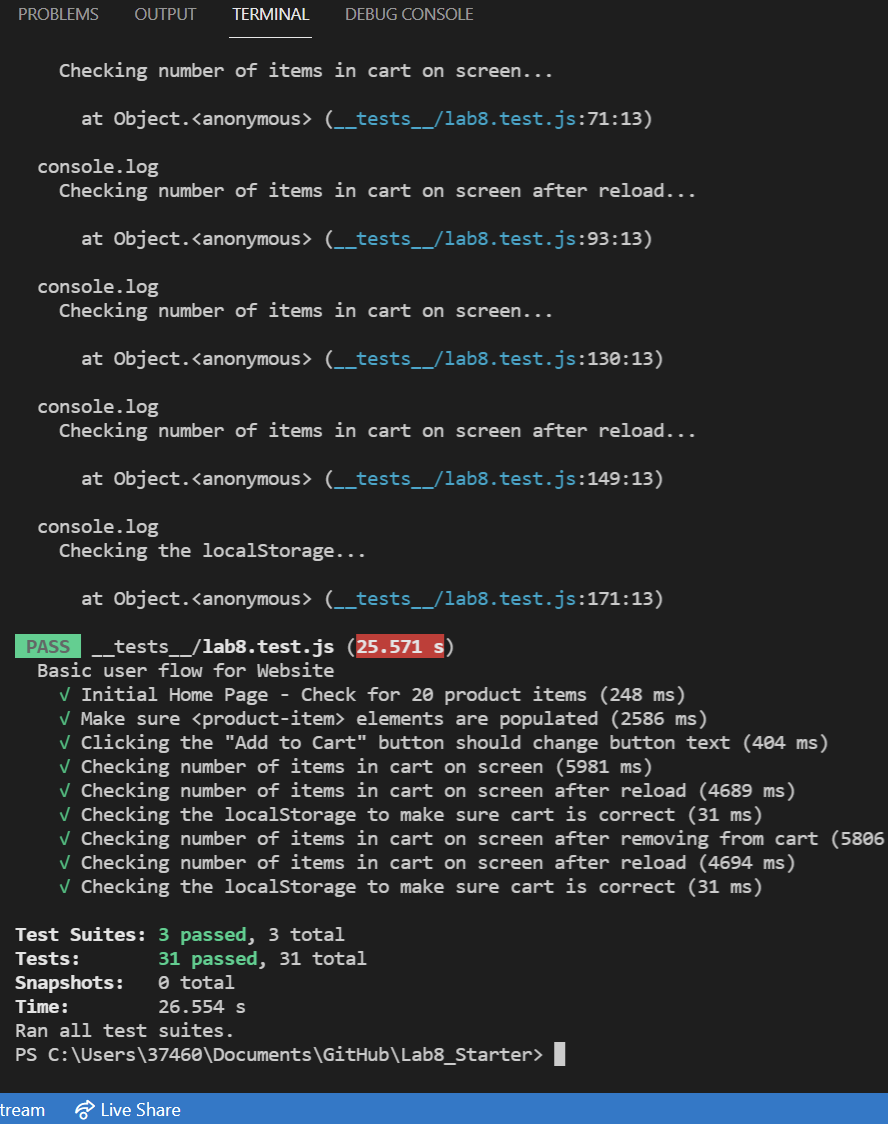 PROBLEMS OUTPUT TERMINAL DEBUG CONSOLE
Checking number of items in cart on screen...
at Object.<anonymous> (__tests__/lab8.test.js:71:13)
console.log
Checking number of items in cart on screen after reload...
at Object.<anonymous> (__tests__/lab8.test.js:93:13)
console.log
Checking number of items in cart on screen...
at Object.<anonymous> (__tests__/lab8.test.js:130:13)
console.log
Checking number of items in cart on screen after reload...
at Object.<anonymous> (__tests__/lab8.test.js:149:13)
console.log
Checking the localStorage...
at Object.<anonymous> (__tests__/lab8.test.js:171:13)
PASS __tests__/lab8.test.js (25.571 s)
Basic user flow for Website
√ Initial Home Page - Check for 20 product items (248 ms)
√ Make sure <product-item> elements are populated (2586 ms)
√ Clicking the "Add to Cart" button should change button text (404 ms)
√ Checking number of items in cart on screen (5981 ms)
√ Checking number of items in cart on screen after reload (4689 ms)
√ Checking the localStorage to make sure cart is correct (31 ms)
√ Checking number of items in cart on screen after removing from cart (5806
√ Checking number of items in cart on screen after reload (4694 ms)
√ Checking the localStorage to make sure cart is correct (31 ms)
Test Suites: 3 passed, 3 total
Tests: 31 passed, 31 total
Snapshots: 0 total
Time: 26.554 s
Ran all test suites.
PS C:\Users\37460\Documents\GitHub\Lab8_Starter>
tream Live Share